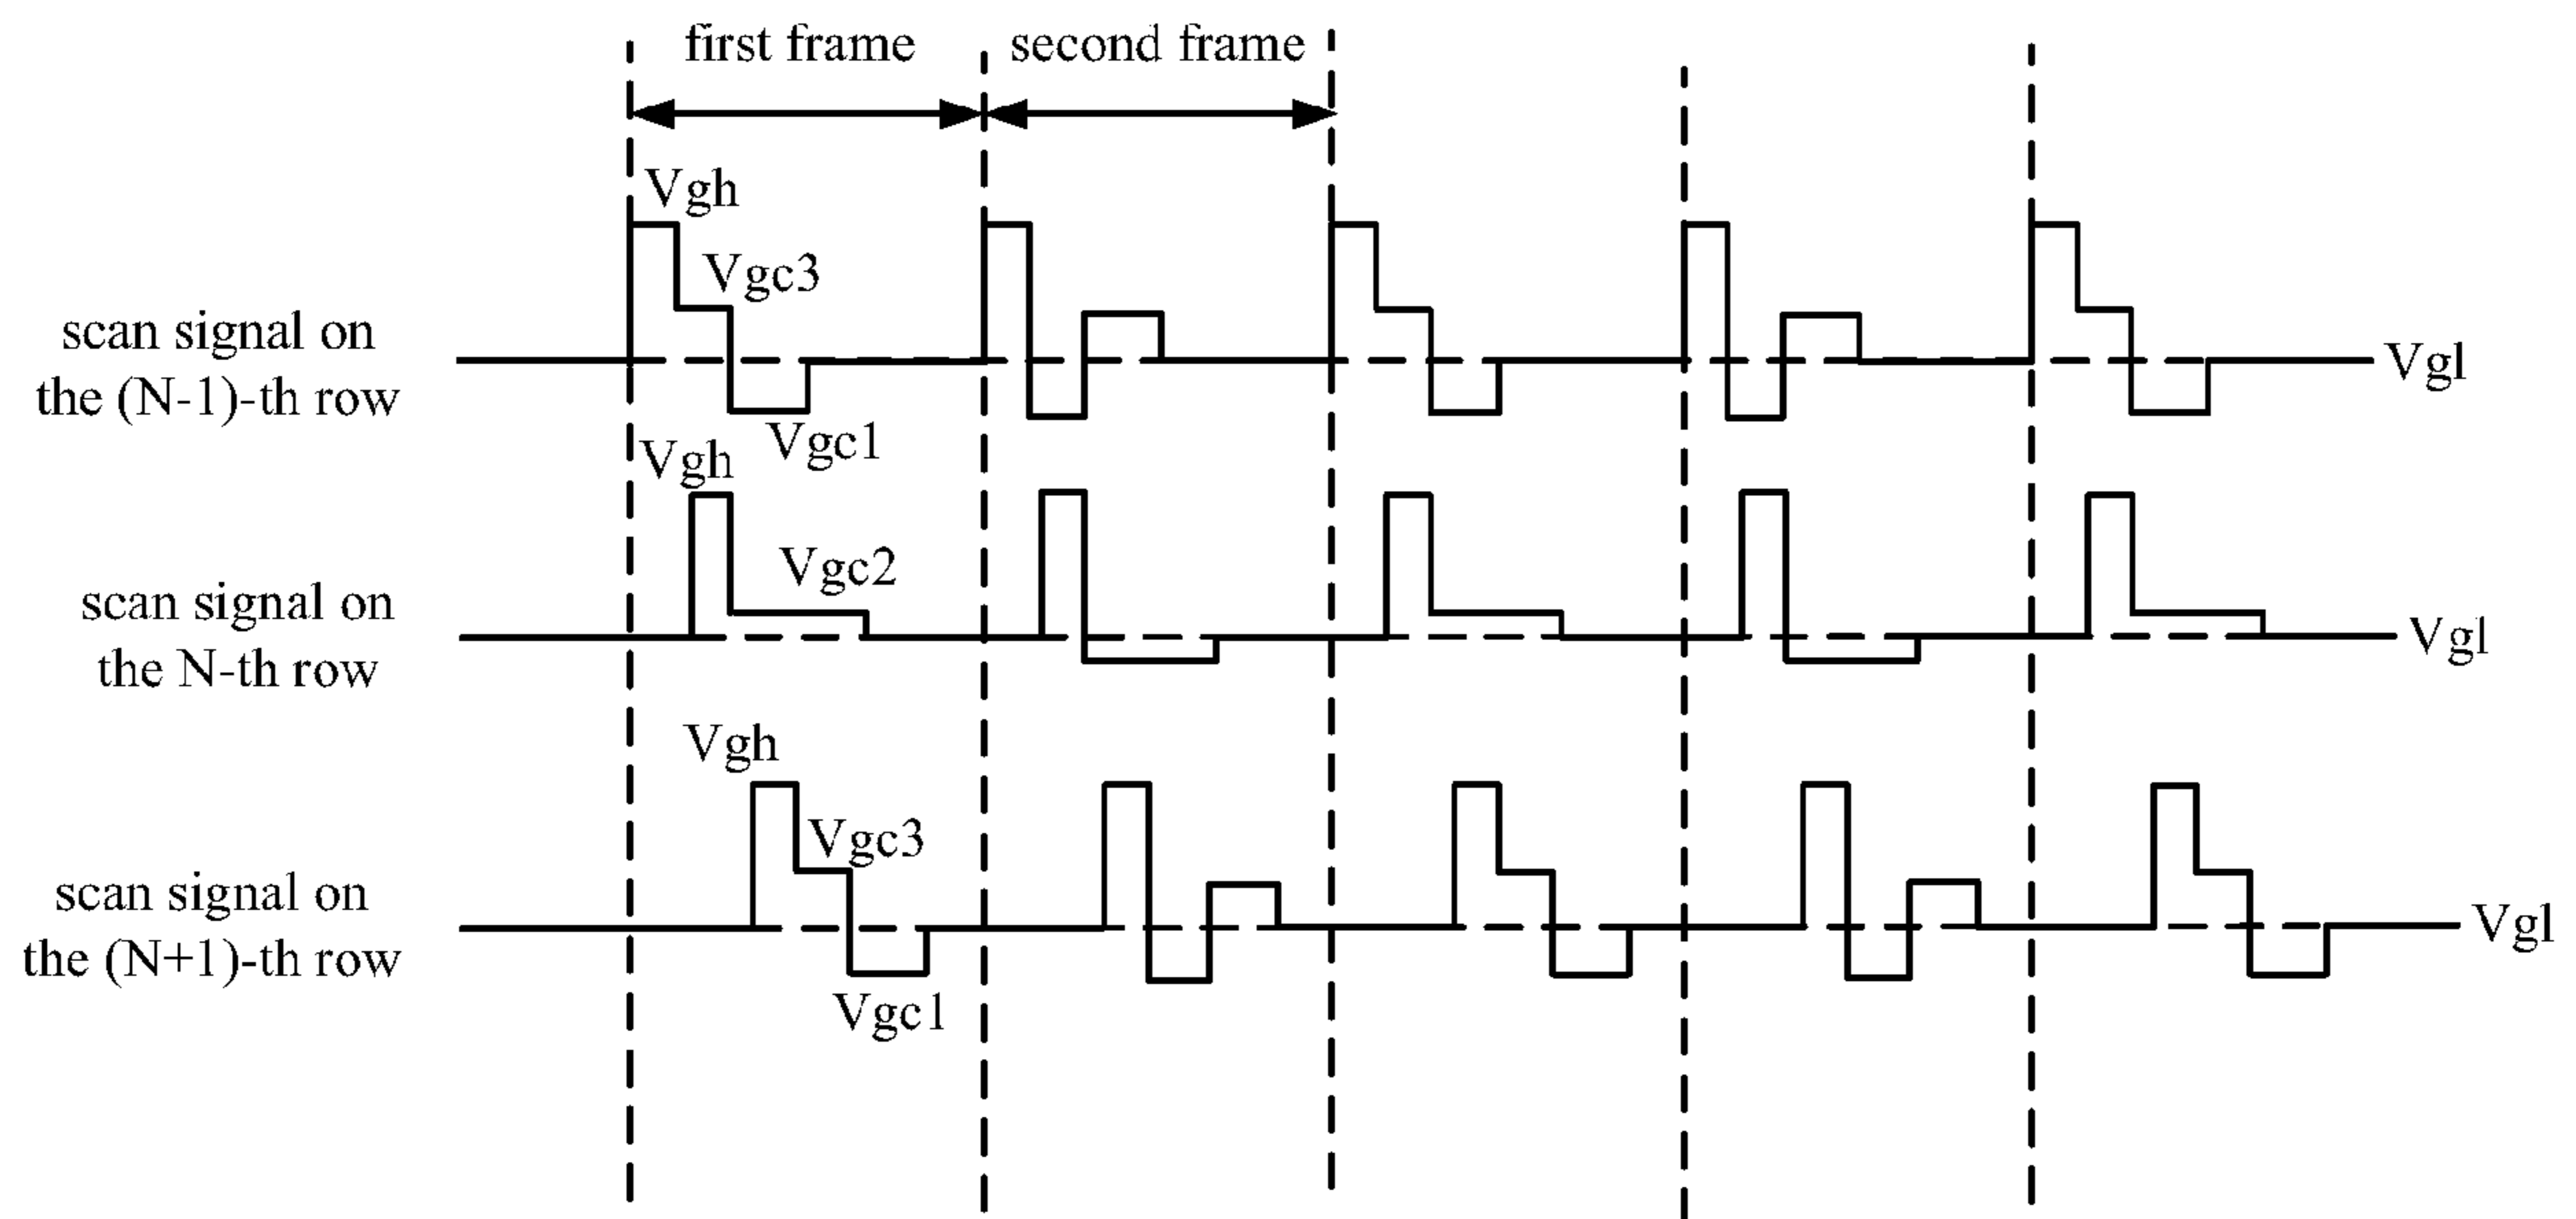 first frame
second frame
Vgh
Vgc3
scan signal on
the (N-1)-th row
Vgl
Vgc1
Vgh
Vgc2
scan signal on
the N-th row
Vgl
Vgh
Vgc3
scan signal on
the (N+1)-th row
Vgl
Vgc1